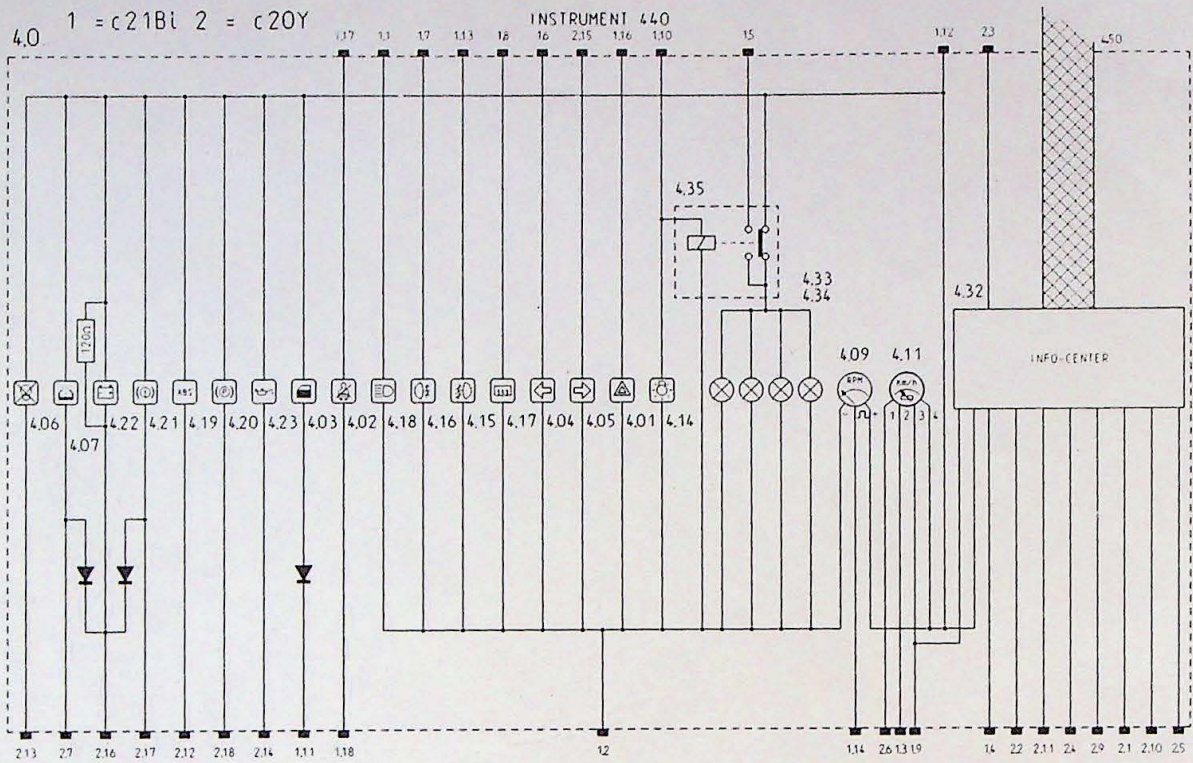 1 = c21Bl 2 = c20Y
INSTRUMENT 440
4.0
1,17 1,1 1,7 1,13 1,8 1,6 2,15 1,16 1,10 1,5 1,12 2,3 450
4.35
4.33
4.34
4.32
120Ω
INFO-CENTER
4.09 4.11
RPM
km/h
ABS
- + 1 2 3 4
4.06 4.22 4.21 4.19 4.20 4.23 4.03 4.02 4.18 4.16 4.15 4.17 4.04 4.05 4.01 4.14
4.07
2,13 2,7 2,16 2,17 2,12 2,18 2,14 1,11 1,18 1,2 1,14 2,6 1,3 1,9 1,4 2,2 2,11 2,4 2,9 2,1 2,10 2,5